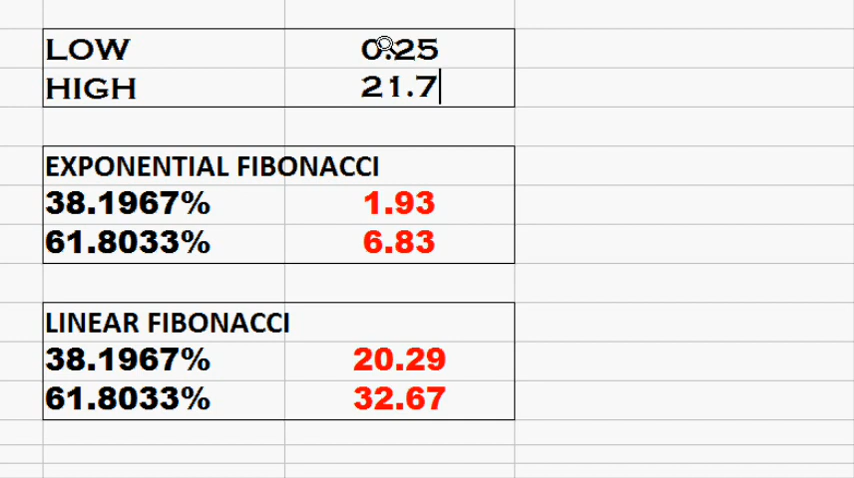 LOW 0.25
HIGH 21.7
EXPONENTIAL FIBONACCI
38.1967% 1.93
61.8033% 6.83
LINEAR FIBONACCI
38.1967% 20.29
61.8033% 32.67